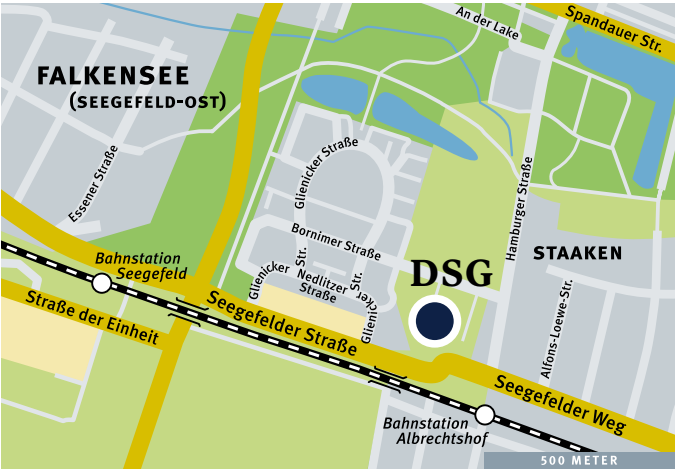 An der Lake
Spandauer Str.
FALKENSEE
(SEEGEFELD-OST)
Essener Straße
Glienicker Straße
Hamburger Straße
Bornimer Straße
STAAKEN
Bahnstation
Seegefeld
Glienicker
Str.
Nedlitzer
Straße
Glienicker
Str.
DSG
Alfons-Loewe-Str.
Straße der Einheit
Seegefelder Straße
Seegefelder Weg
Bahnstation
Albrechtshof
500 METER